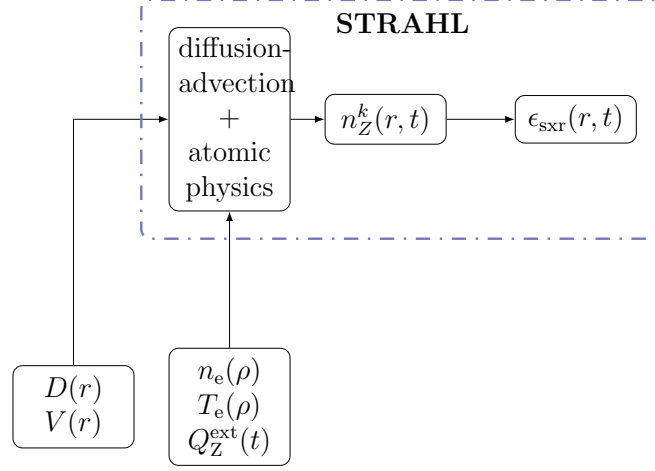 STRAHL
diffusion-
advection
+
atomic
physics
n_Z^k(r, t)
ϵ_sxr(r, t)
D(r)
V(r)
n_e(ρ)
T_e(ρ)
Q_Z^ext(t)